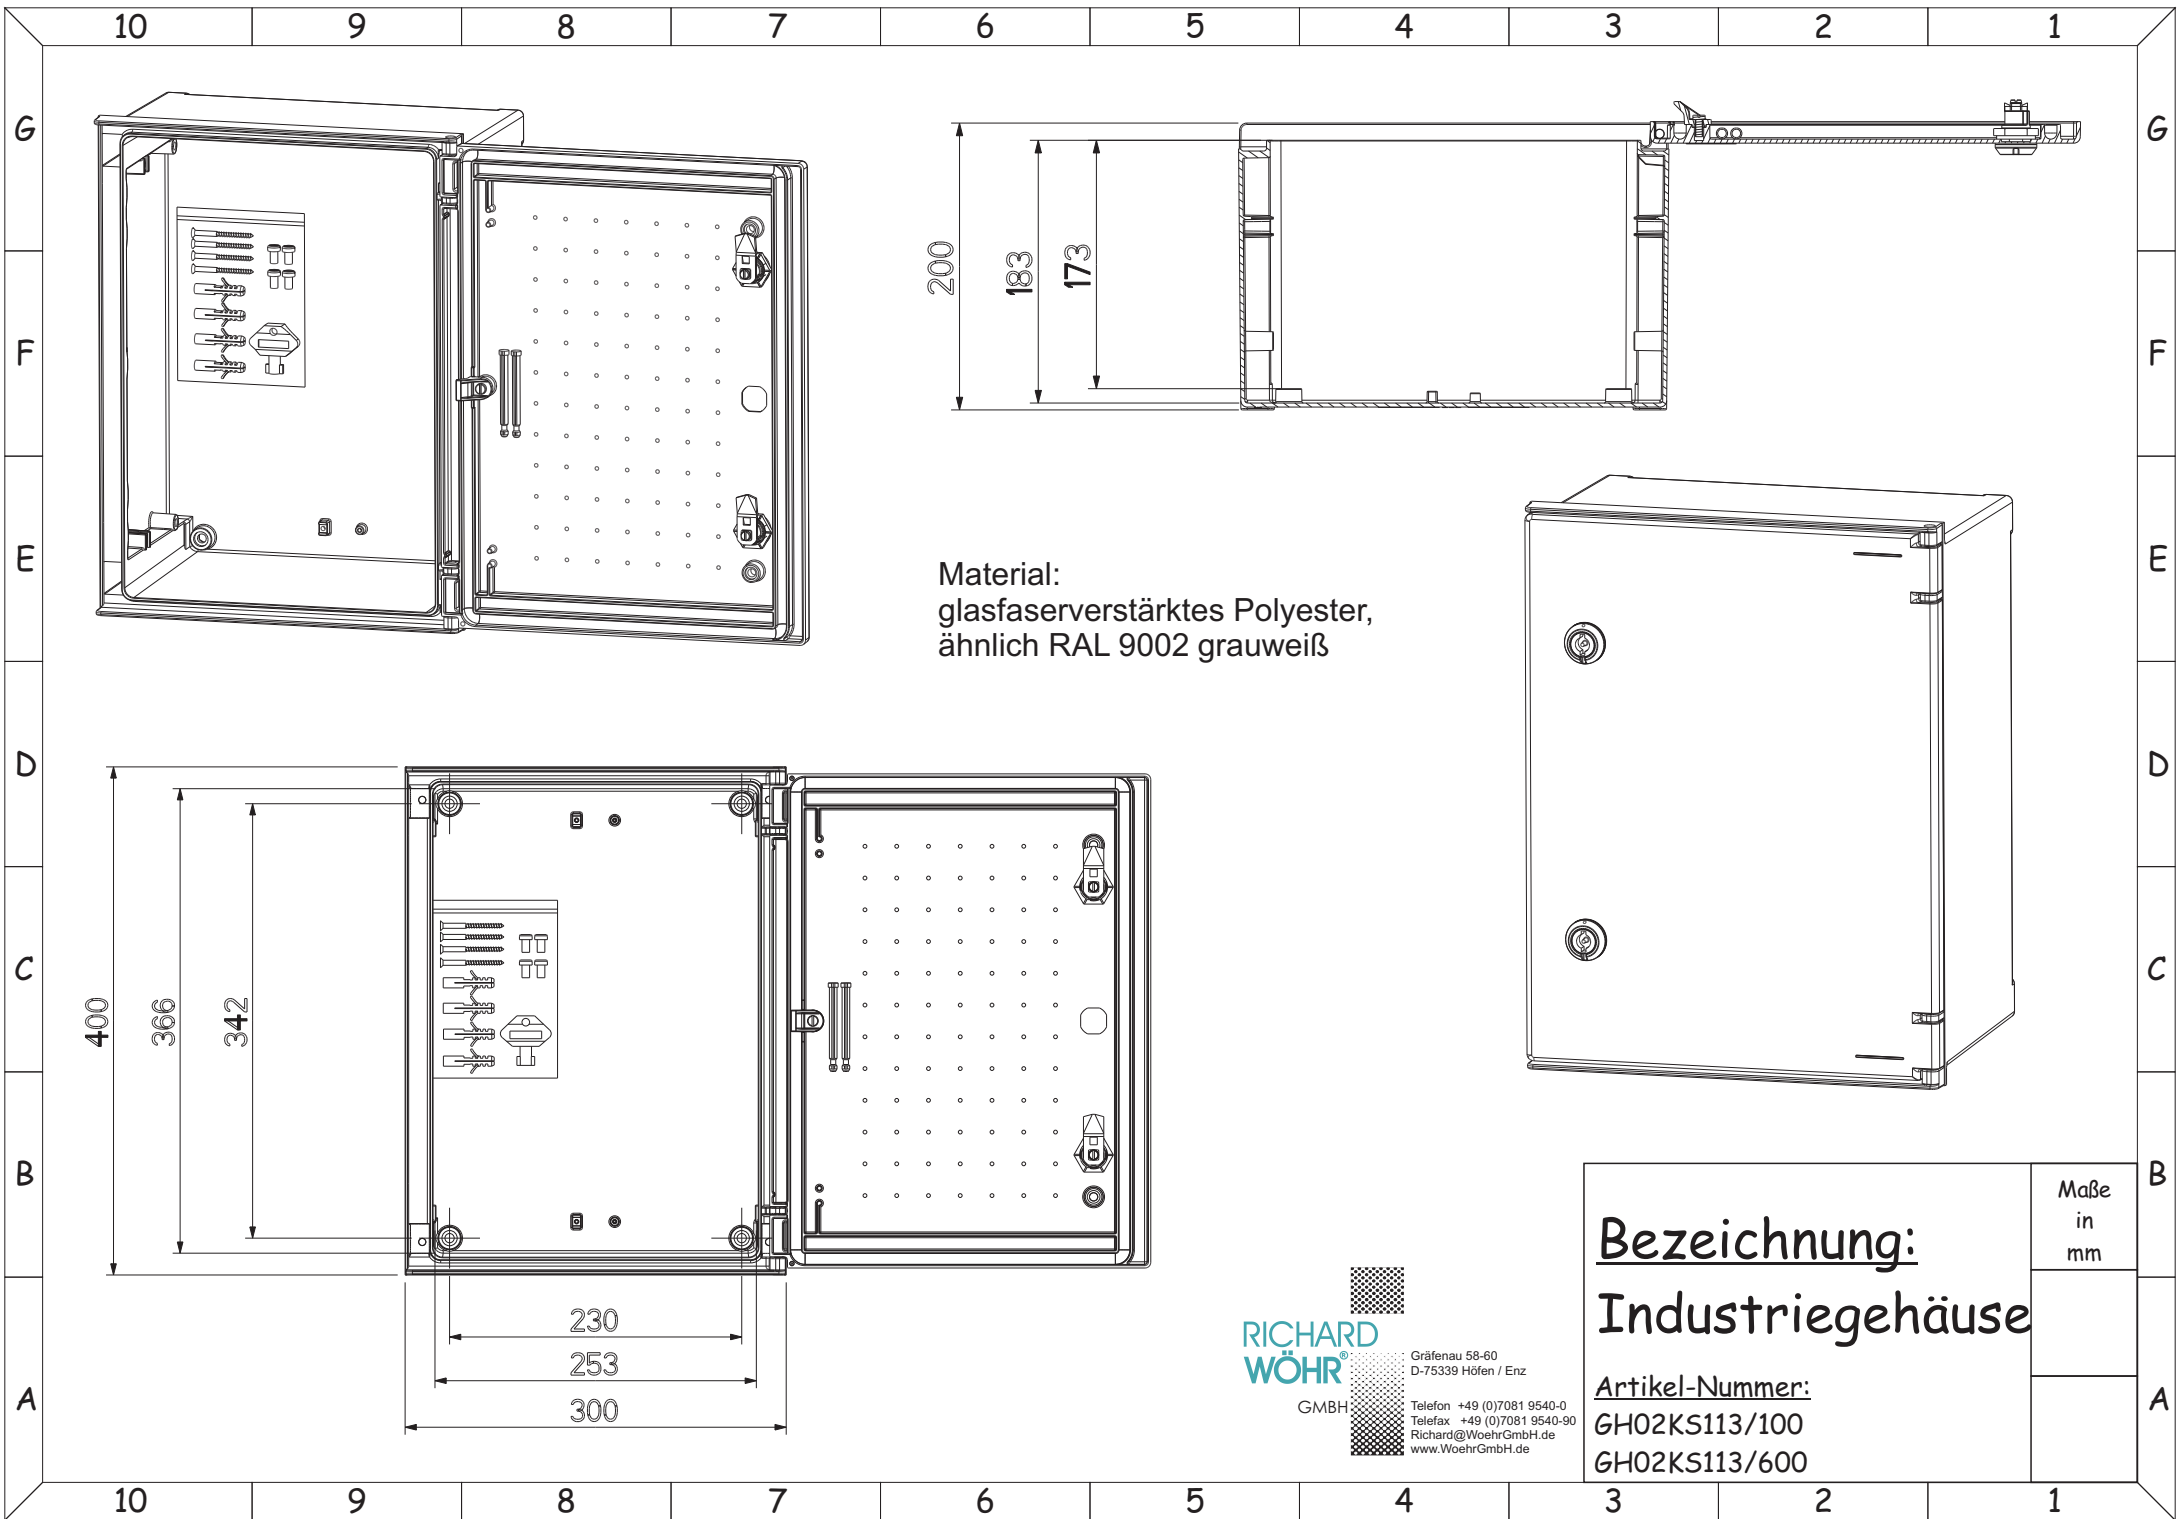 10 9 8 7 6 5 4 3 2 1
G G
F F
E E
D D
C C
B B
A A
200
183
173
Material:
glasfaserverstärktes Polyester,
ähnlich RAL 9002 grauweiß
400
366
342
230
253
300
RICHARD
WÖHR®
GMBH
Gräfenau 58-60
D-75339 Höfen / Enz
Telefon +49 (0)7081 9540-0
Telefax +49 (0)7081 9540-90
Richard@WoehrGmbH.de
www.WoehrGmbH.de
Bezeichnung:
Industriegehäuse
Artikel-Nummer:
GH02KS113/100
GH02KS113/600
Maße
in
mm
10 9 8 7 6 5 4 3 2 1